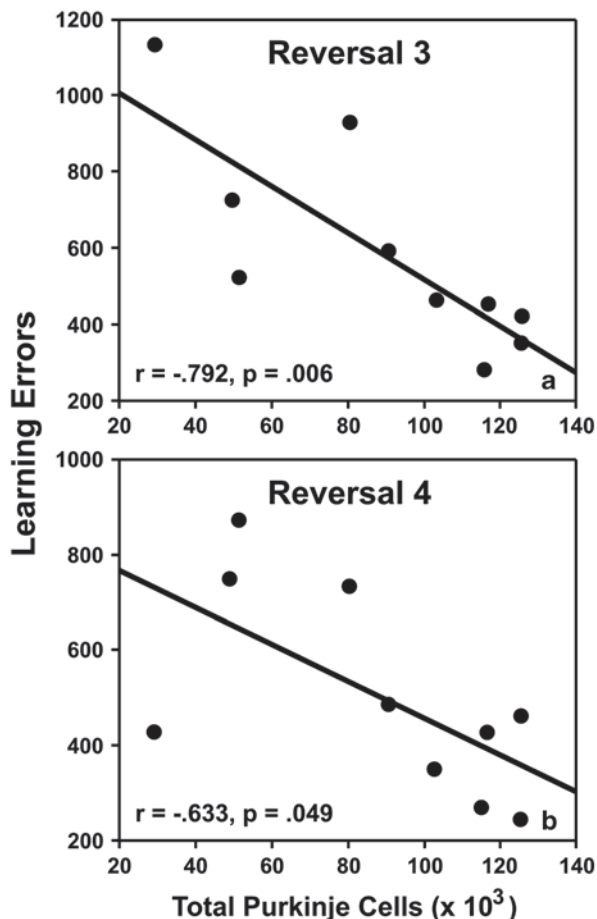 1200
Reversal 3
1000
800
600
400
r = -.792, p = .006
a
200
20 40 60 80 100 120 140
Learning Errors
1000
Reversal 4
800
600
400
r = -.633, p = .049
b
200
20 40 60 80 100 120 140
Total Purkinje Cells (x 10³)